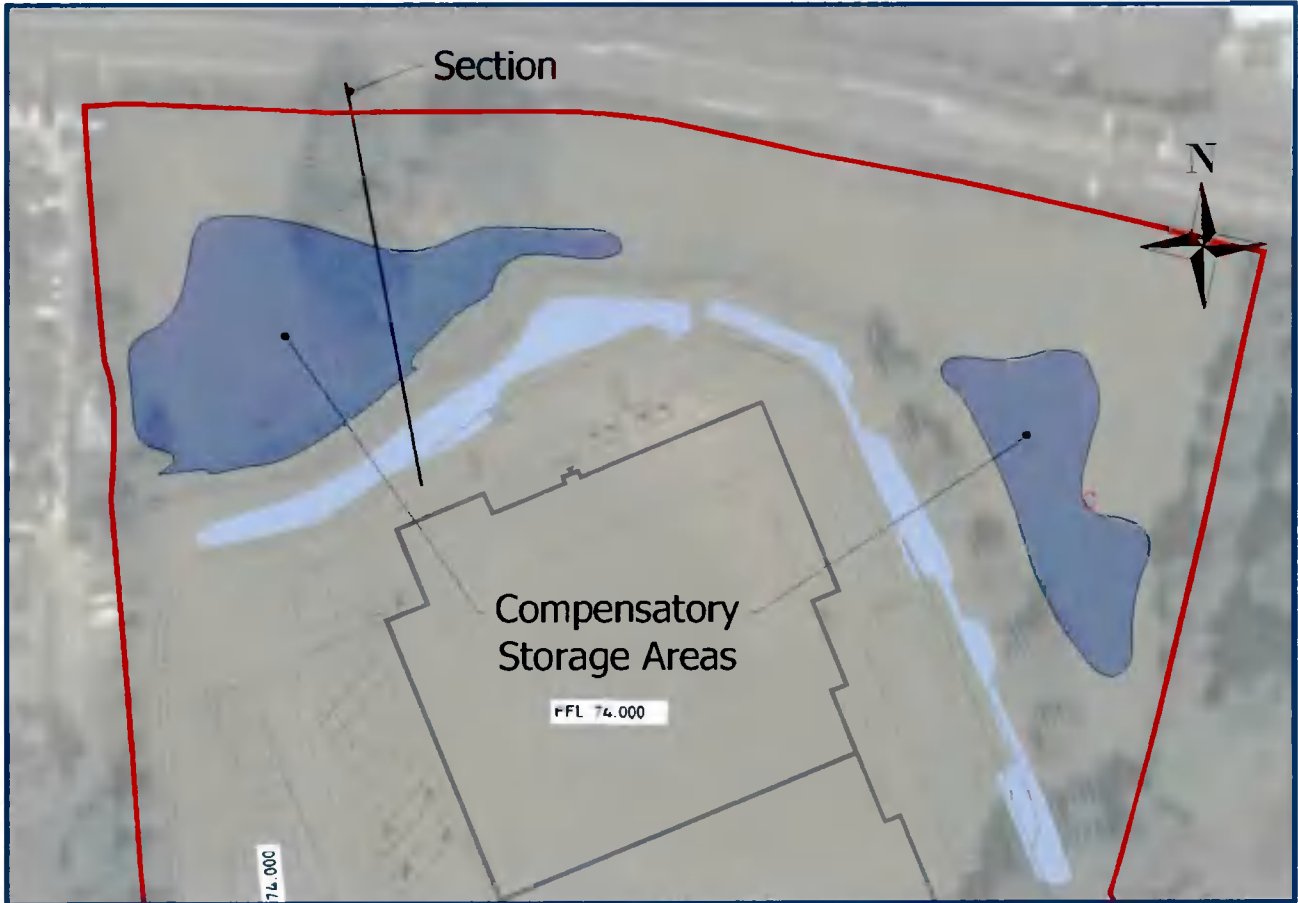 Section
N
Compensatory
Storage Areas
FFL 74.000
74.000